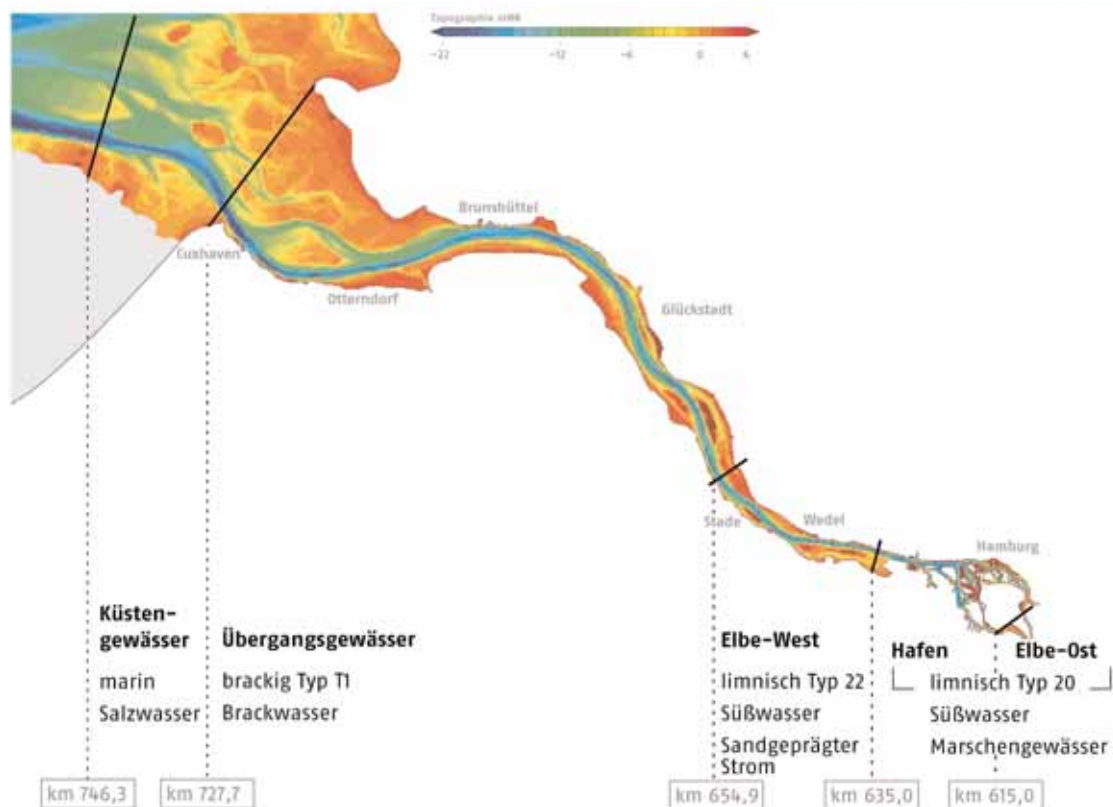 Topographie mNN
-22
-12
-6
0
6
Brunsbüttel
Cuxhaven
Otterndorf
Glückstadt
Stade
Wedel
Hamburg
Küsten-
gewässer
marin
Salzwasser
Übergangsgewässer
brackig Typ T1
Brackwasser
Elbe-West
limnisch Typ 22
Süßwasser
Sandgeprägter
Strom
Hafen
Elbe-Ost
limnisch Typ 20
Süßwasser
Marschengewässer
km 746,3
km 727,7
km 654,9
km 635,0
km 615,0